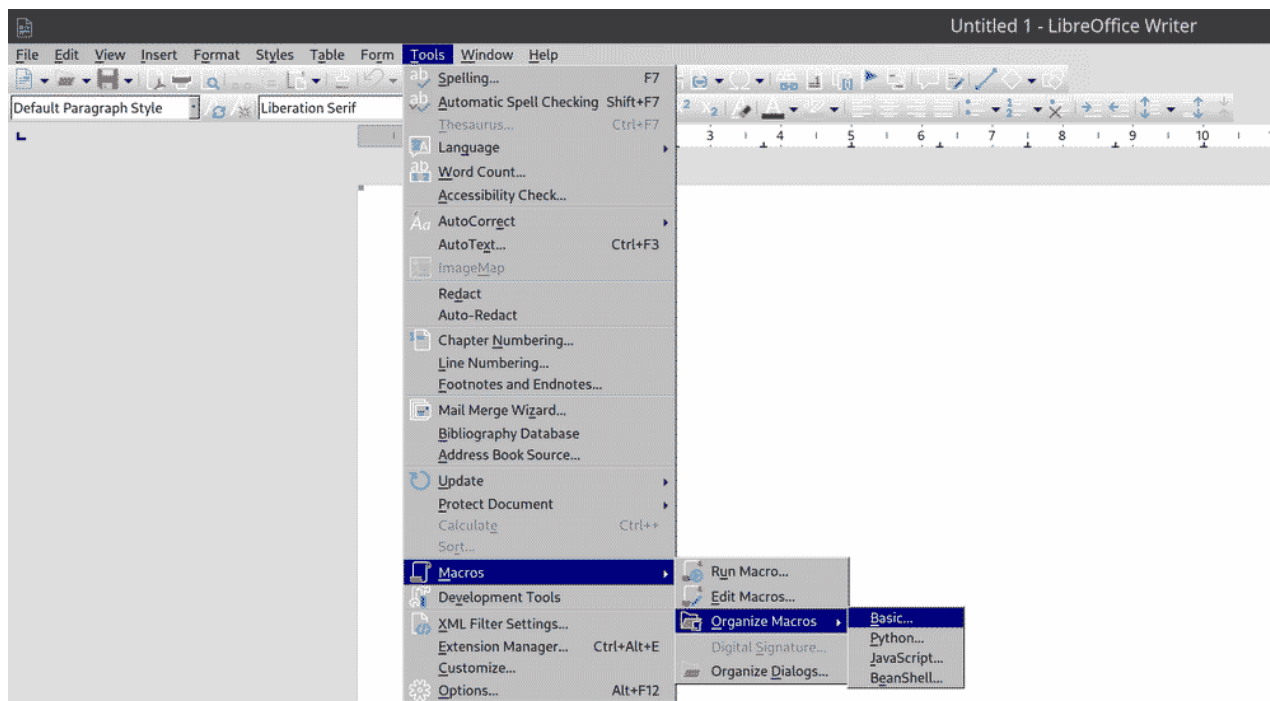 Untitled 1 - LibreOffice Writer
File Edit View Insert Format Styles Table Form Tools Window Help
Default Paragraph Style Liberation Serif
3 4 5 6 7 8 9 10
Spelling... F7
Automatic Spell Checking Shift+F7
Thesaurus... Ctrl+F7
Language
Word Count...
Accessibility Check...
AutoCorrect
AutoText... Ctrl+F3
ImageMap
Redact
Auto-Redact
Chapter Numbering...
Line Numbering...
Footnotes and Endnotes...
Mail Merge Wizard...
Bibliography Database
Address Book Source...
Update
Protect Document
Calculate Ctrl++
Sort...
Macros
Development Tools
XML Filter Settings...
Extension Manager... Ctrl+Alt+E
Customize...
Options... Alt+F12
Run Macro...
Edit Macros...
Organize Macros
Digital Signature...
Organize Dialogs...
Basic...
Python...
JavaScript...
BeanShell...